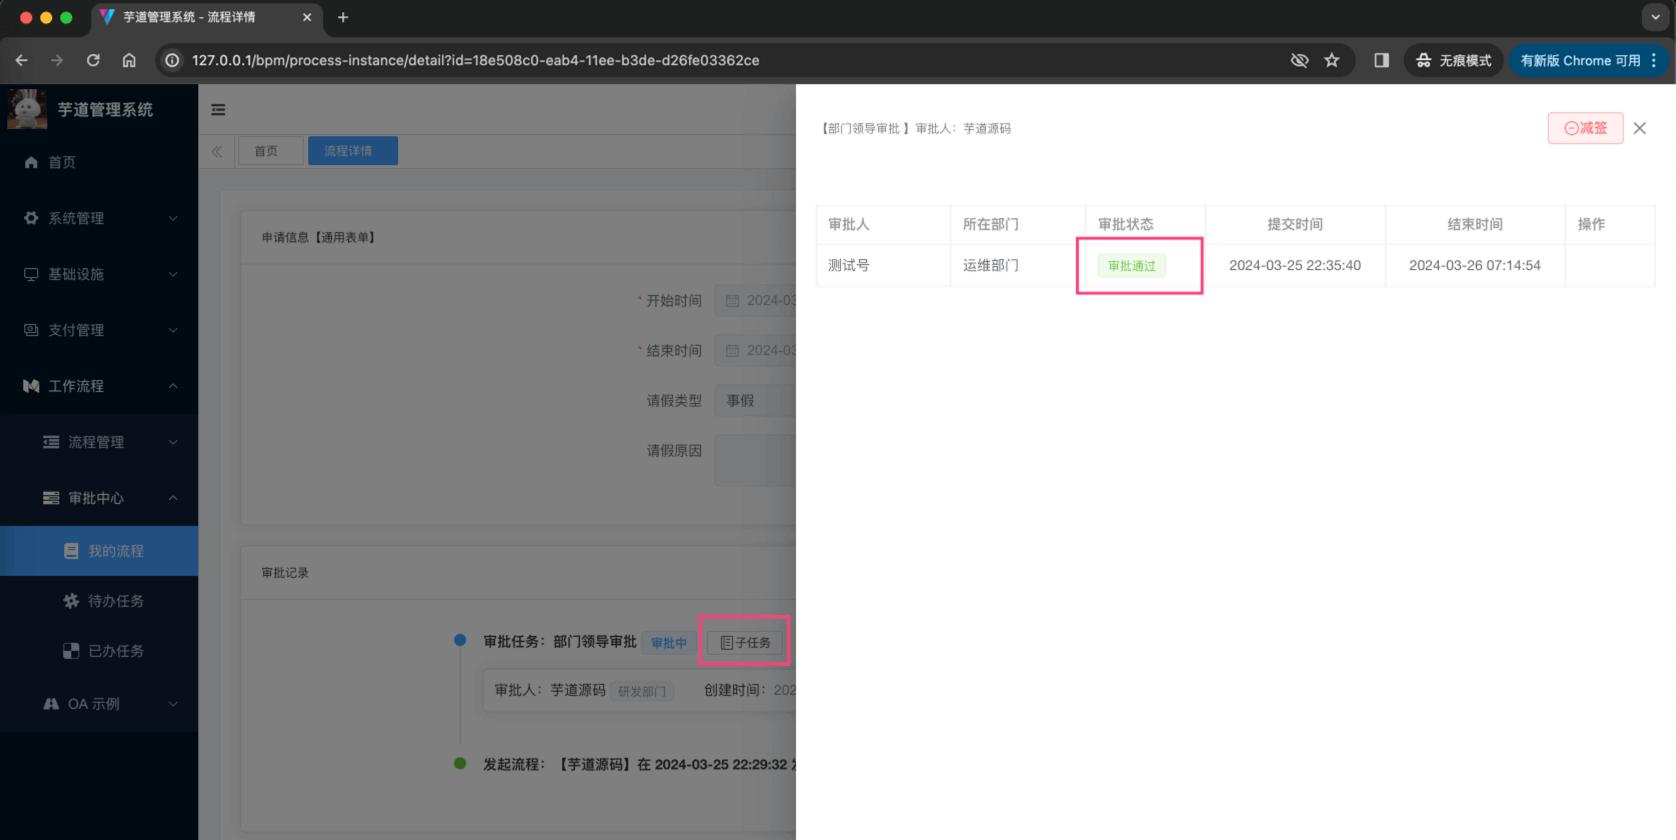 芋道管理系统 - 流程详情
127.0.0.1/bpm/process-instance/detail?id=18e508c0-eab4-11ee-b3de-d26fe03362ce
无痕模式
有新版 Chrome 可用
芋道管理系统
首页
系统管理
基础设施
支付管理
工作流程
流程管理
审批中心
我的流程
待办任务
已办任务
OA 示例
首页
流程详情
申请信息【通用表单】
* 开始时间
2024-03
* 结束时间
2024-03
请假类型
事假
请假原因
审批记录
审批任务：部门领导审批 审批中 子任务
审批人：芋道源码 研发部门 创建时间：202
发起流程：【芋道源码】在 2024-03-25 22:29:32
【部门领导审批 】审批人：芋道源码
减签
审批人 所在部门 审批状态 提交时间 结束时间 操作
测试号 运维部门 审批通过 2024-03-25 22:35:40 2024-03-26 07:14:54